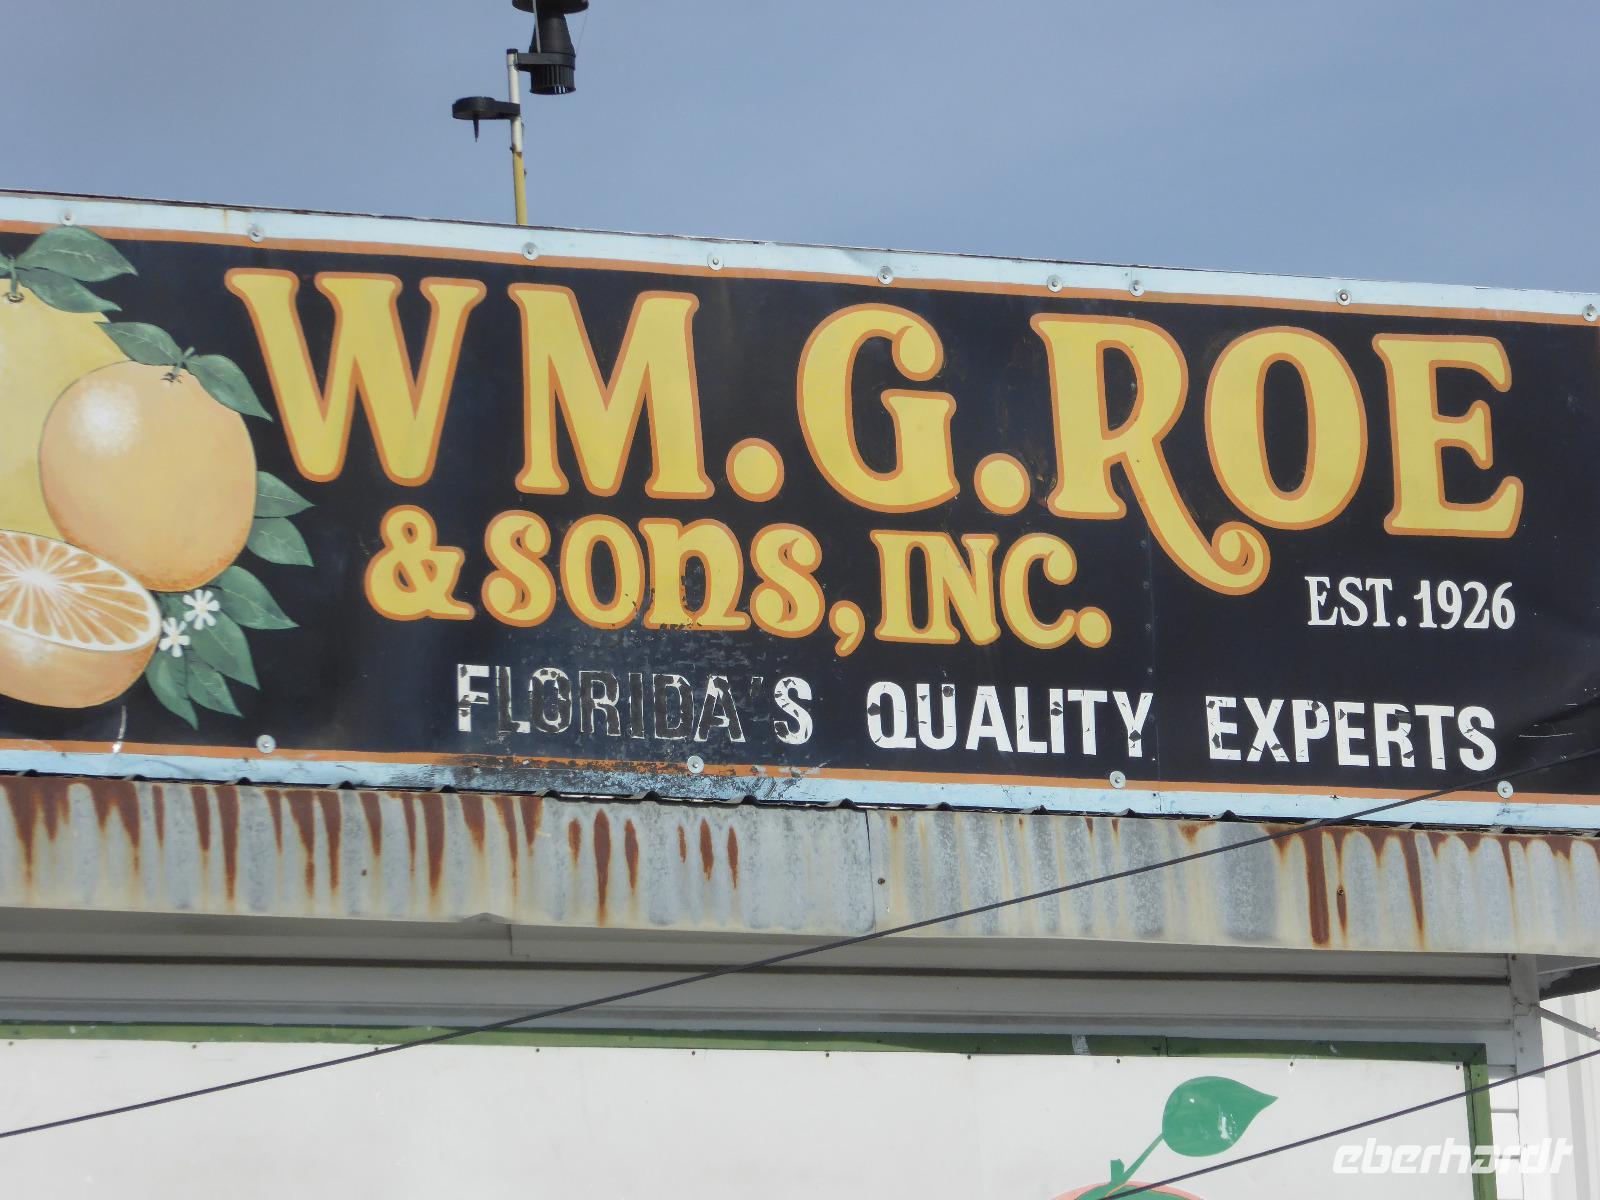 WM. G. ROE
& SONS, INC.
EST. 1926
FLORIDA'S QUALITY EXPERTS
eberhardt